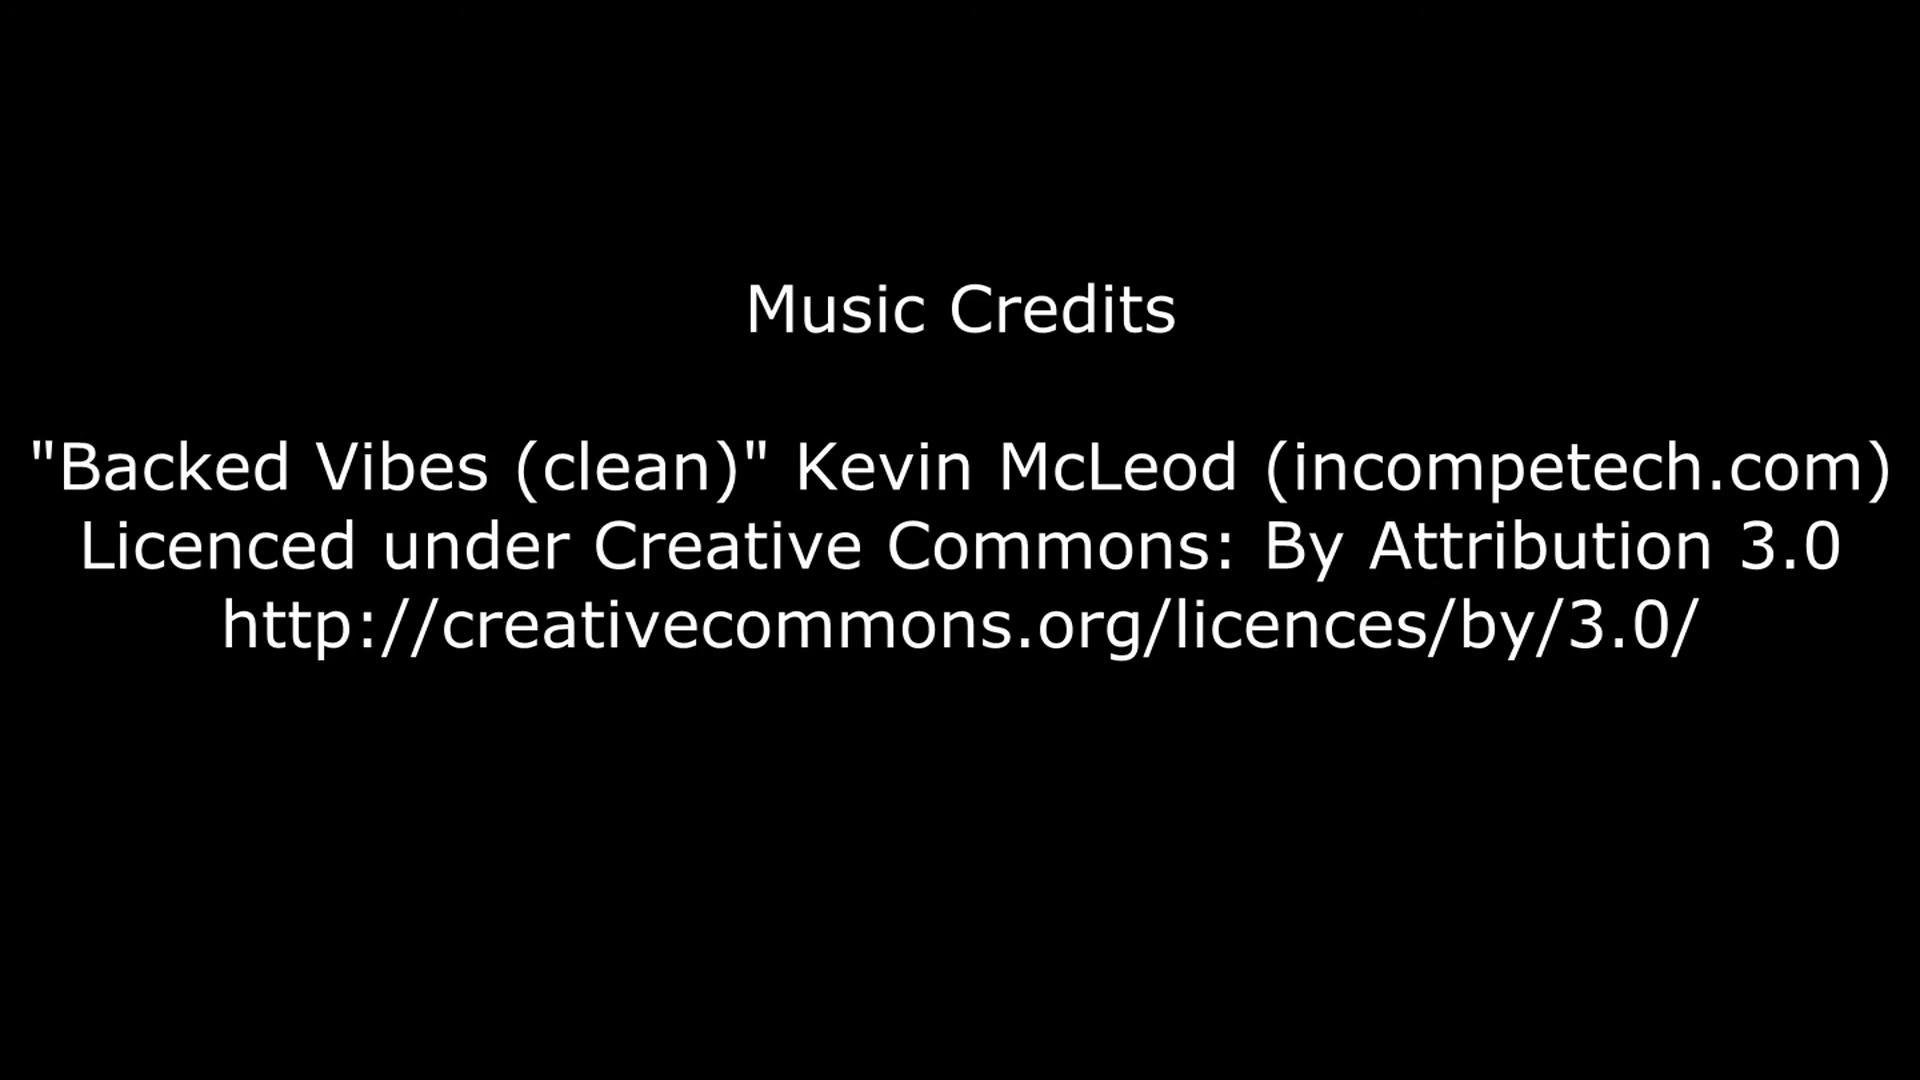 Music Credits
"Backed Vibes (clean)" Kevin McLeod (incompetech.com)
Licenced under Creative Commons: By Attribution 3.0
http://creativecommons.org/licences/by/3.0/